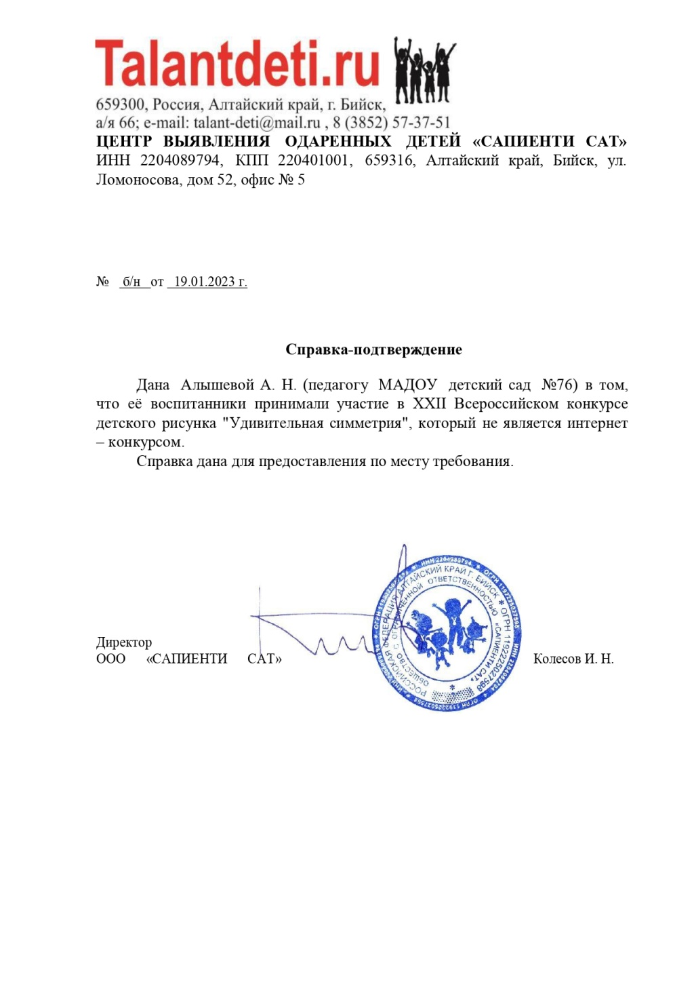 Talantdeti.ru
659300, Россия, Алтайский край, г. Бийск,
а/я 66; e-mail: talant-deti@mail.ru , 8 (3852) 57-37-51
ЦЕНТР ВЫЯВЛЕНИЯ ОДАРЕННЫХ ДЕТЕЙ «САПИЕНТИ САТ»
ИНН 2204089794, КПП 220401001, 659316, Алтайский край, Бийск, ул.
Ломоносова, дом 52, офис № 5
№ б/н от 19.01.2023 г.
Справка-подтверждение
Дана Алышевой А. Н. (педагогу МАДОУ детский сад №76) в том,
что её воспитанники принимали участие в XXII Всероссийском конкурсе
детского рисунка "Удивительная симметрия", который не является интернет
– конкурсом.
Справка дана для предоставления по месту требования.
Директор
ООО «САПИЕНТИ САТ»
Колесов И. Н.
ИНН 2204089794 * ОГРН 1192225027598
РОССИЙСКАЯ ФЕДЕРАЦИЯ АЛТАЙСКИЙ КРАЙ Г. БИЙСК * ОГРН 1192225027598
ОБЩЕСТВО С ОГРАНИЧЕННОЙ ОТВЕТСТВЕННОСТЬЮ «САПИЕНТИ САТ»